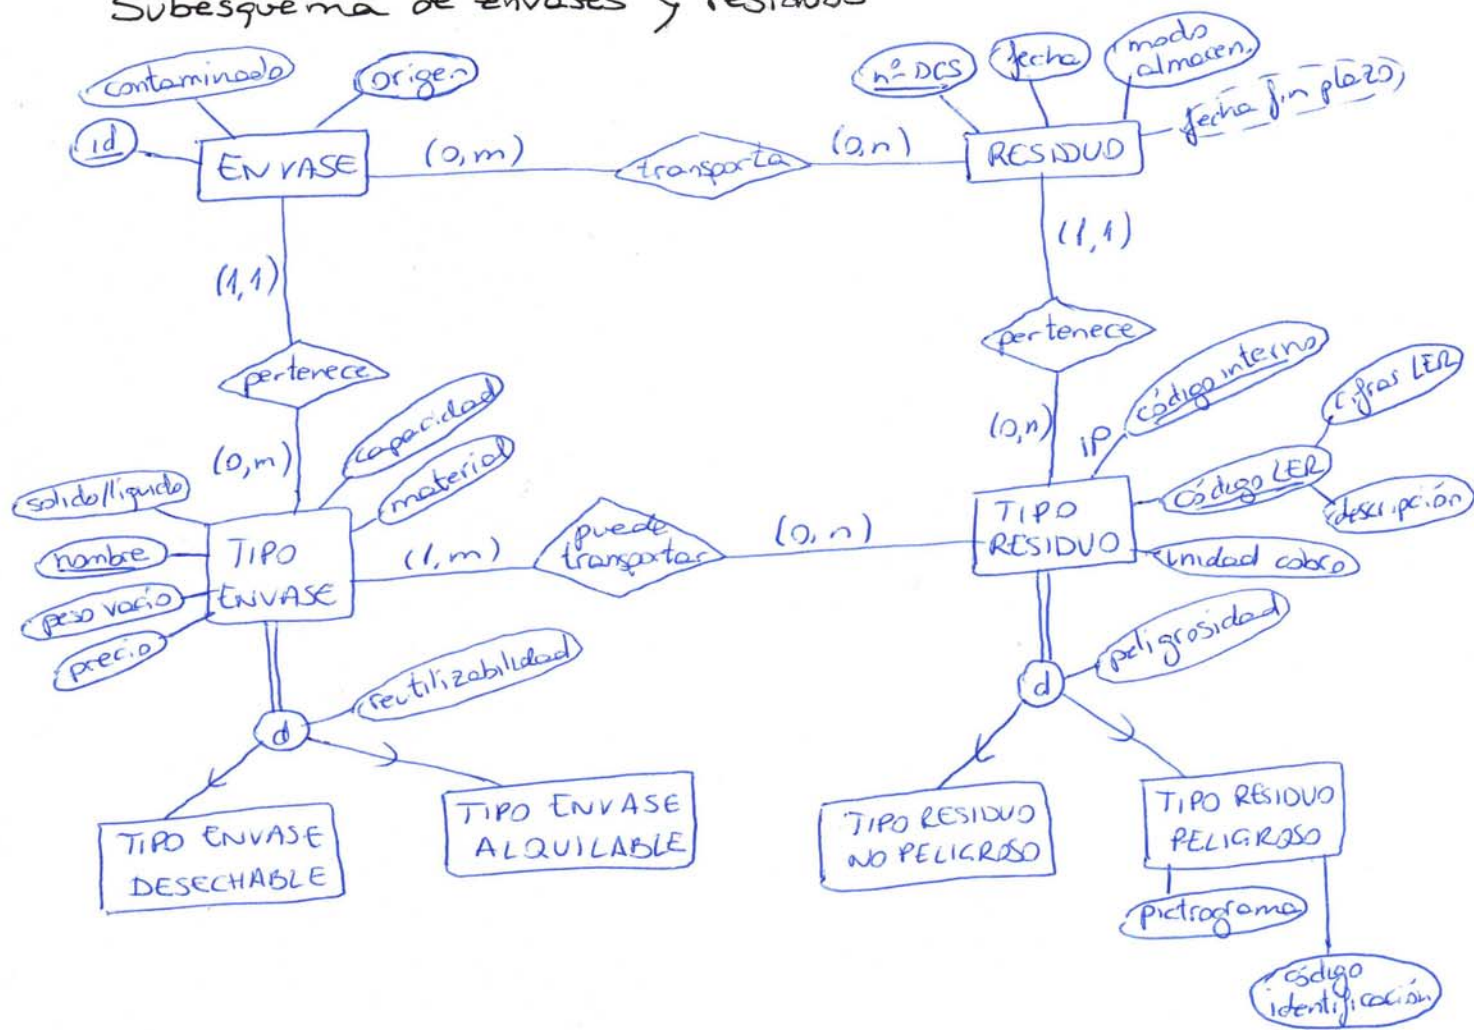 Subesquema de envases y residuos
contaminado
origen
nº DCS
fecha
modo
almacen.
fecha fin plazo
id
ENVASE
(0,m)
transporta
(0,n)
RESIDUO
(1,1)
(1,1)
pertenece
pertenece
código interno
cifras LER
capacidad
(0,n)
IP
(0,m)
material
código LER
solido/liquido
descripción
TIPO
RESIDUO
puede
transportar
(0,n)
(1,m)
nombre
TIPO
ENVASE
unidad cobro
peso vacío
precio
peligrosidad
reutilizabilidad
d
d
TIPO ENVASE
DESECHABLE
TIPO ENVASE
ALQUILABLE
TIPO RESIDUO
NO PELIGROSO
TIPO RESIDUO
PELIGROSO
pictrograma
código
identificación